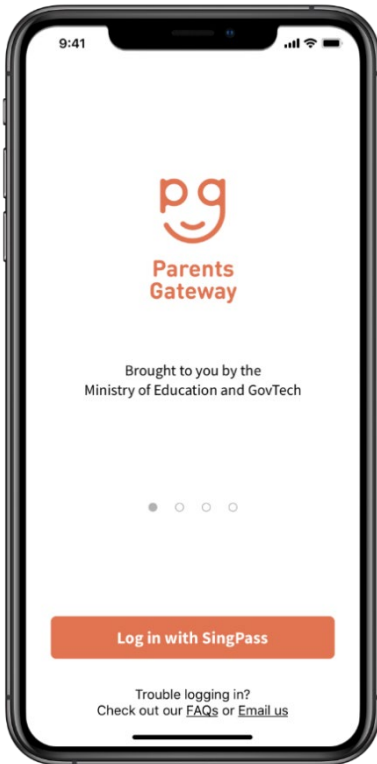 9:41
pg
Parents
Gateway
Brought to you by the
Ministry of Education and GovTech
Log in with SingPass
Trouble logging in?
Check out our FAQs or Email us